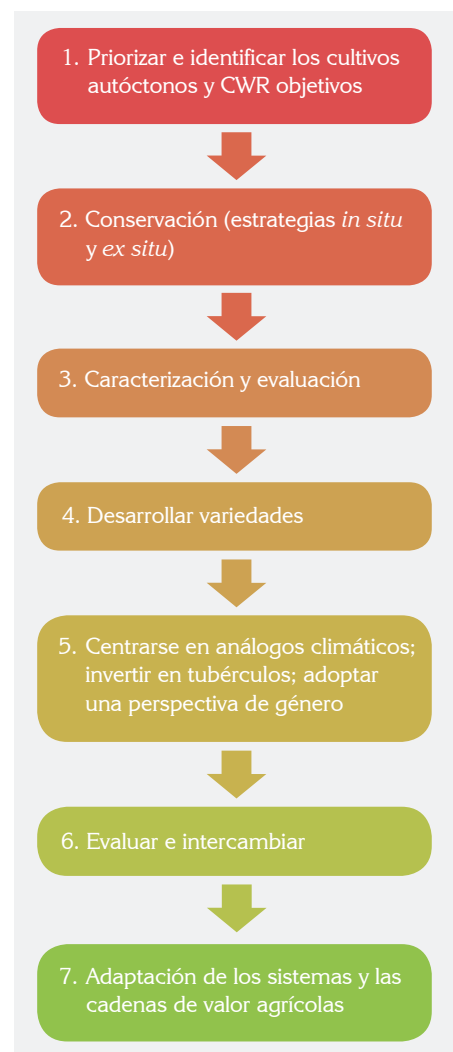 1. Priorizar e identificar los cultivos
autóctonos y CWR objetivos
2. Conservación (estrategias in situ
y ex situ)
3. Caracterización y evaluación
4. Desarrollar variedades
5. Centrarse en análogos climáticos;
invertir en tubérculos; adoptar
una perspectiva de género
6. Evaluar e intercambiar
7. Adaptación de los sistemas y las
cadenas de valor agrícolas